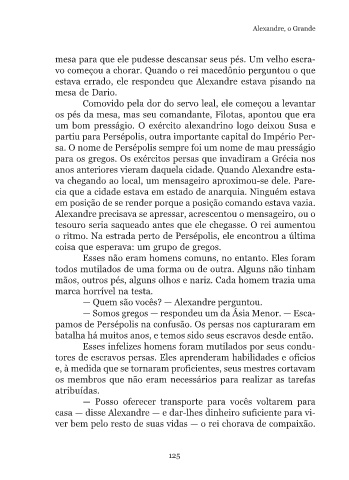 Alexandre, o Grande
mesa para que ele pudesse descansar seus pés. Um velho escra-
vo começou a chorar. Quando o rei macedônio perguntou o que
estava errado, ele respondeu que Alexandre estava pisando na
mesa de Dario.
Comovido pela dor do servo leal, ele começou a levantar
os pés da mesa, mas seu comandante, Filotas, apontou que era
um bom presságio. O exército alexandrino logo deixou Susa e
partiu para Persépolis, outra importante capital do Império Per-
sa. O nome de Persépolis sempre foi um nome de mau presságio
para os gregos. Os exércitos persas que invadiram a Grécia nos
anos anteriores vieram daquela cidade. Quando Alexandre esta-
va chegando ao local, um mensageiro aproximou-se dele. Pare-
cia que a cidade estava em estado de anarquia. Ninguém estava
em posição de se render porque a posição comando estava vazia.
Alexandre precisava se apressar, acrescentou o mensageiro, ou o
tesouro seria saqueado antes que ele chegasse. O rei aumentou
o ritmo. Na estrada perto de Persépolis, ele encontrou a última
coisa que esperava: um grupo de gregos.
Esses não eram homens comuns, no entanto. Eles foram
todos mutilados de uma forma ou de outra. Alguns não tinham
mãos, outros pés, alguns olhos e nariz. Cada homem trazia uma
marca horrível na testa.
— Quem são vocês? — Alexandre perguntou.
— Somos gregos — respondeu um da Ásia Menor. — Esca-
pamos de Persépolis na confusão. Os persas nos capturaram em
batalha há muitos anos, e temos sido seus escravos desde então.
Esses infelizes homens foram mutilados por seus condu-
tores de escravos persas. Eles aprenderam habilidades e ofícios
e, à medida que se tornaram proficientes, seus mestres cortavam
os membros que não eram necessários para realizar as tarefas
atribuídas.
— Posso oferecer transporte para vocês voltarem para
casa — disse Alexandre — e dar-lhes dinheiro suficiente para vi-
ver bem pelo resto de suas vidas — o rei chorava de compaixão.
125